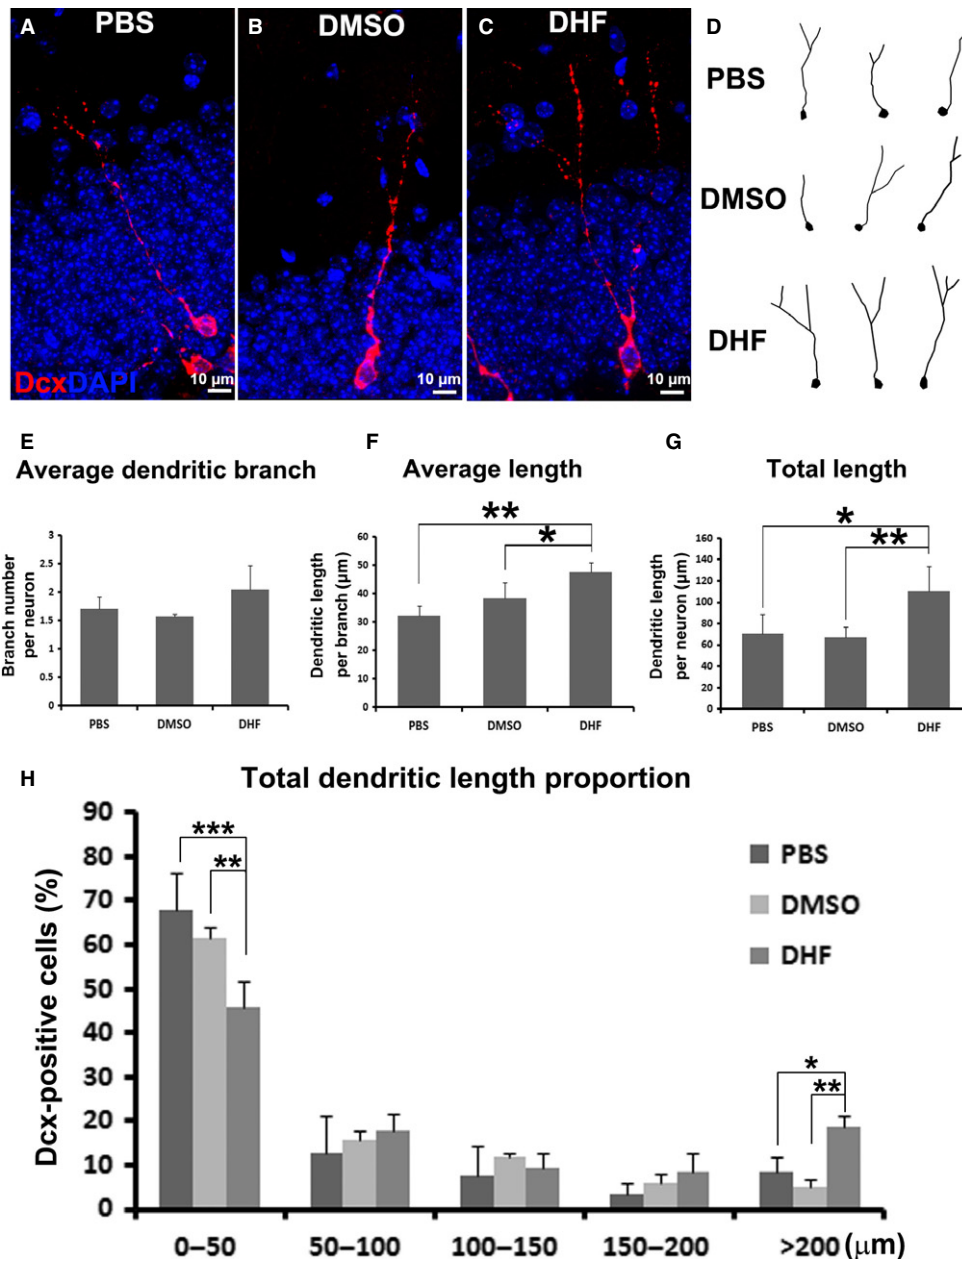 A PBS
B DMSO
C DHF
DcxDAPI
10 µm
10 µm
10 µm
D
PBS
DMSO
DHF
E
Average dendritic branch
Branch number
per neuron
3
2.5
2
1.5
1
0.5
0
PBS DMSO DHF
F
Average length
** 
*
Dendritic length
per branch (µm)
60
50
40
30
20
10
0
PBS DMSO DHF
G
Total length
*
**
Dendritic length
per neuron (µm)
160
140
120
100
80
60
40
20
0
PBS DMSO DHF
H
Total dendritic length proportion
Dcx-positive cells (%)
90
80
70
60
50
40
30
20
10
0
***
**
*
**
PBS
DMSO
DHF
0–50 50–100 100–150 150–200 >200 (µm)